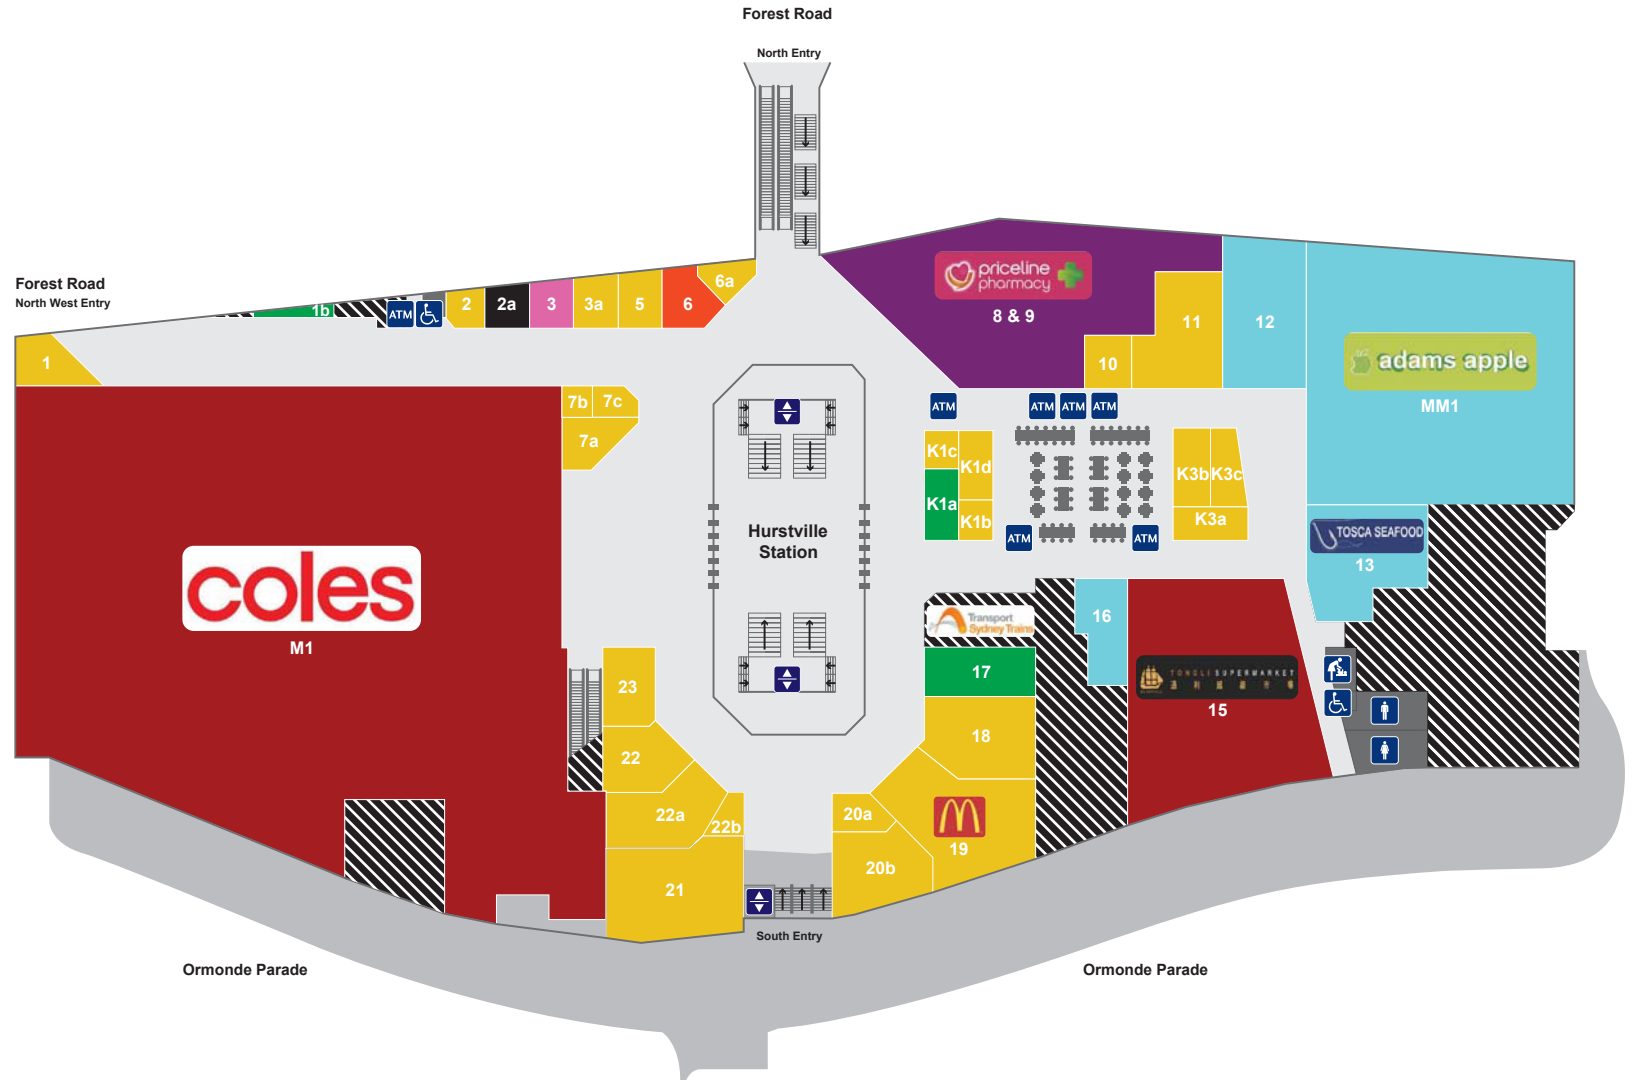 Forest Road
North Entry
Forest Road
North West Entry
1
1b
ATM
2
2a
3
3a
5
6
6a
priceline
pharmacy
8 & 9
10
11
12
adams apple
MM1
7b
7c
7a
ATM
ATM
ATM
ATM
K1c
K1d
K1a
K1b
K3b
K3c
K3a
ATM
ATM
Hurstville
Station
coles
M1
TOSCA SEAFOOD
13
Transport
Sydney Trains
16
17
TONGLI SUPERMARKET
15
23
18
22
22a
22b
20a
19
20b
21
South Entry
Ormonde Parade
Ormonde Parade